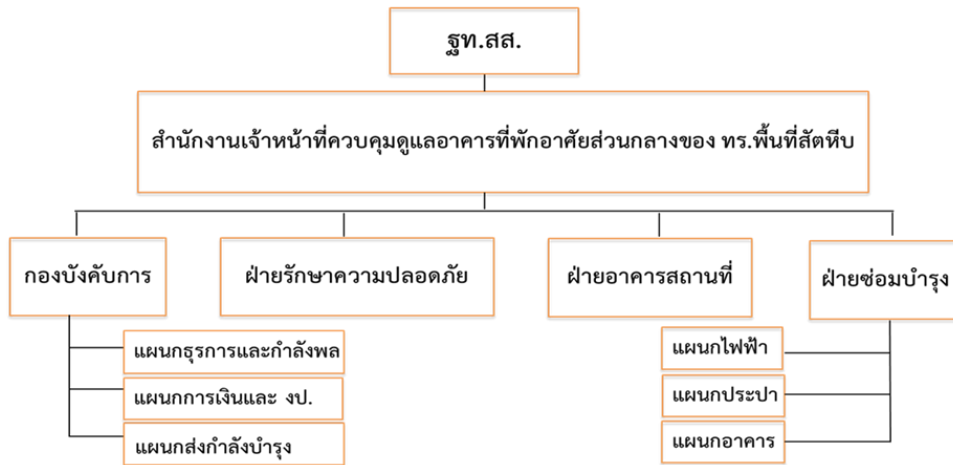 ฐท.สส.
สำนักงานเจ้าหน้าที่ควบคุมดูแลอาคารที่พักอาศัยส่วนกลางของ ทร.พื้นที่สัตหีบ
กองบังคับการ
ฝ่ายรักษาความปลอดภัย
ฝ่ายอาคารสถานที่
ฝ่ายซ่อมบำรุง
แผนกธุรการและกำลังพล
แผนกการเงินและ งป.
แผนกส่งกำลังบำรุง
แผนกไฟฟ้า
แผนกประปา
แผนกอาคาร